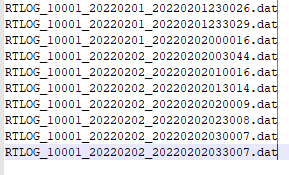 RTLOG_10001_20220201_20220201230026.dat
RTLOG_10001_20220201_20220201233029.dat
RTLOG_10001_20220202_20220202000016.dat
RTLOG_10001_20220202_20220202003044.dat
RTLOG_10001_20220202_20220202010016.dat
RTLOG_10001_20220202_20220202013014.dat
RTLOG_10001_20220202_20220202020009.dat
RTLOG_10001_20220202_20220202023008.dat
RTLOG_10001_20220202_20220202030007.dat
RTLOG_10001_20220202_20220202033007.dat